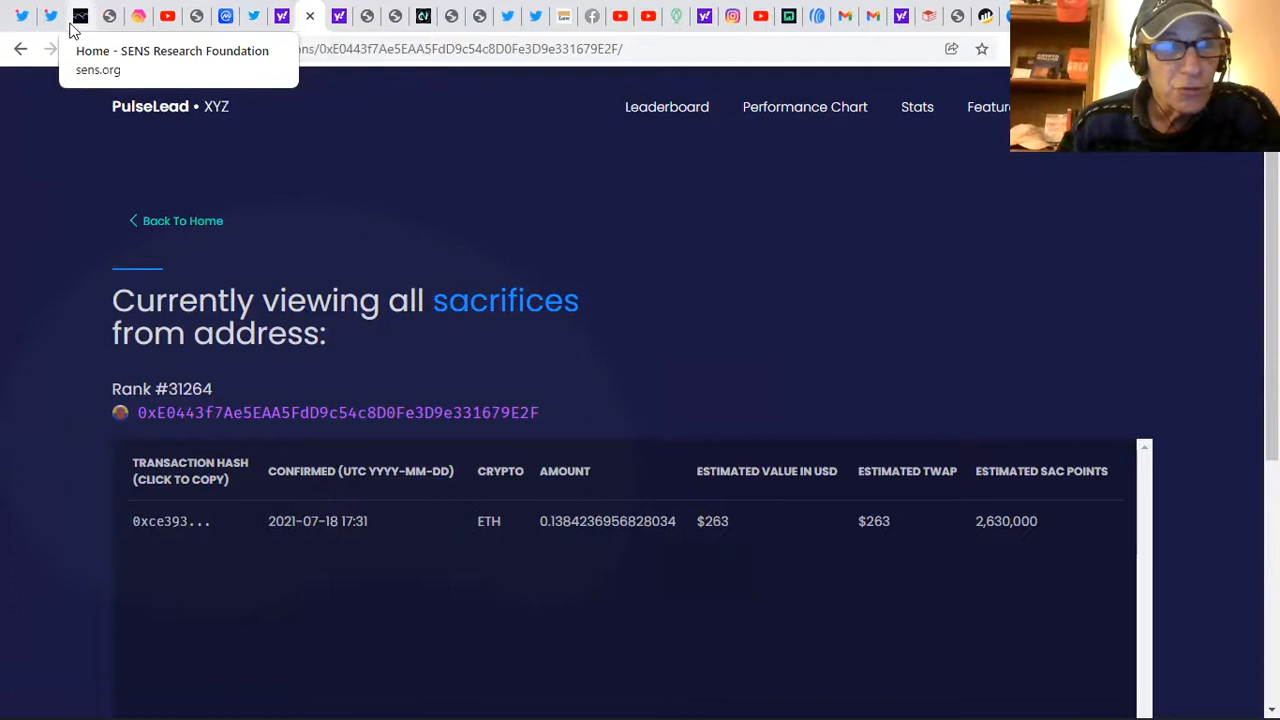 Home - SENS Research Foundation
sens.org
ns/0xE0443f7Ae5EAA5FdD9c54c8D0Fe3D9e331679E2F/
PulseLead • XYZ
Leaderboard
Performance Chart
Stats
Featur
Back To Home
Currently viewing all sacrifices
from address:
Rank #31264
0xE0443f7Ae5EAA5FdD9c54c8D0Fe3D9e331679E2F
TRANSACTION HASH
(CLICK TO COPY)
CONFIRMED (UTC YYYY-MM-DD)
CRYPTO
AMOUNT
ESTIMATED VALUE IN USD
ESTIMATED TWAP
ESTIMATED SAC POINTS
0xce393...
2021-07-18 17:31
ETH
0.1384236956828034
$263
$263
2,630,000